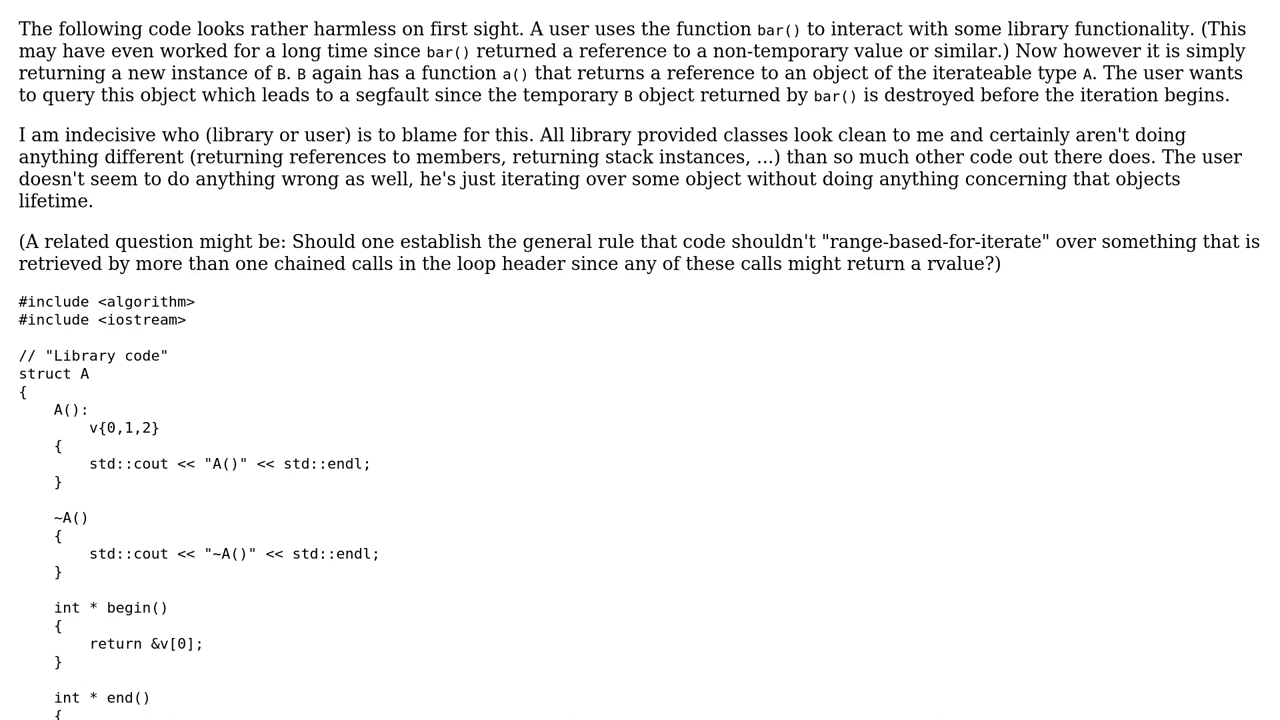 The following code looks rather harmless on first sight. A user uses the function bar() to interact with some library functionality. (This
may have even worked for a long time since bar() returned a reference to a non-temporary value or similar.) Now however it is simply
returning a new instance of B. B again has a function a() that returns a reference to an object of the iterateable type A. The user wants
to query this object which leads to a segfault since the temporary B object returned by bar() is destroyed before the iteration begins.
I am indecisive who (library or user) is to blame for this. All library provided classes look clean to me and certainly aren't doing
anything different (returning references to members, returning stack instances, ...) than so much other code out there does. The user
doesn't seem to do anything wrong as well, he's just iterating over some object without doing anything concerning that objects
lifetime.
(A related question might be: Should one establish the general rule that code shouldn't "range-based-for-iterate" over something that is
retrieved by more than one chained calls in the loop header since any of these calls might return a rvalue?)
#include <algorithm>
#include <iostream>
// "Library code"
struct A
{
    A():
        v{0,1,2}
    {
        std::cout << "A()" << std::endl;
    }
    ~A()
    {
        std::cout << "~A()" << std::endl;
    }
    int * begin()
    {
        return &v[0];
    }
    int * end()
    {